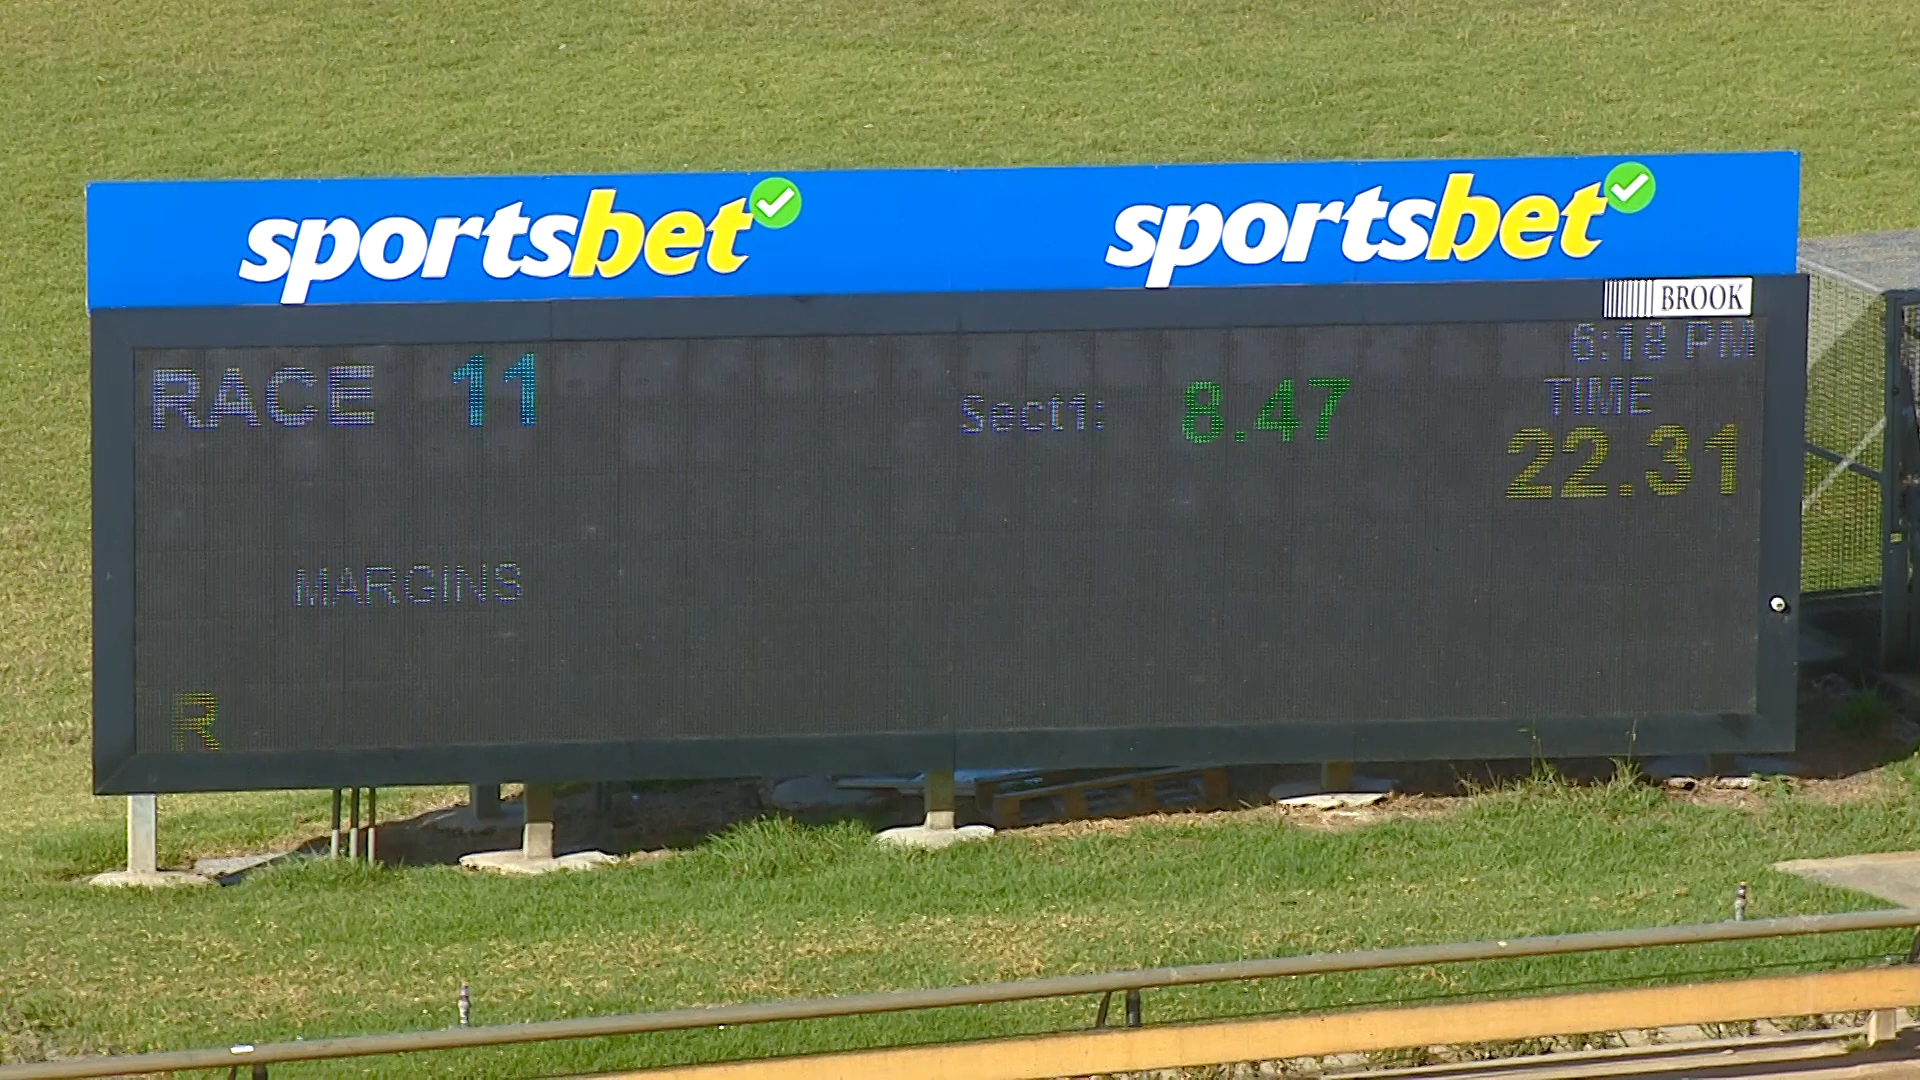 sportsbet sportsbet
BROOK
6:18 PM
RACE 11
Sect1: 8.47
TIME
22.31
MARGINS
R